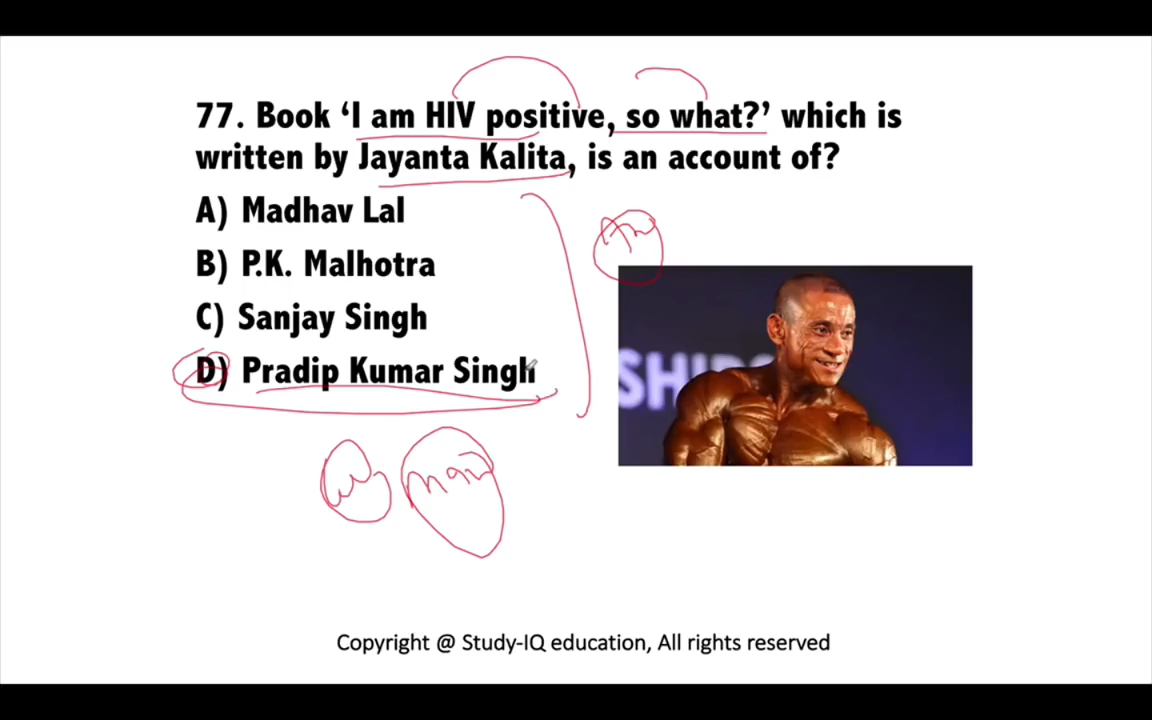 77. Book ‘I am HIV positive, so what?’ which is
written by Jayanta Kalita, is an account of?
A) Madhav Lal
B) P.K. Malhotra
C) Sanjay Singh
D) Pradip Kumar Singh
SHIPS
Copyright @ Study-IQ education, All rights reserved